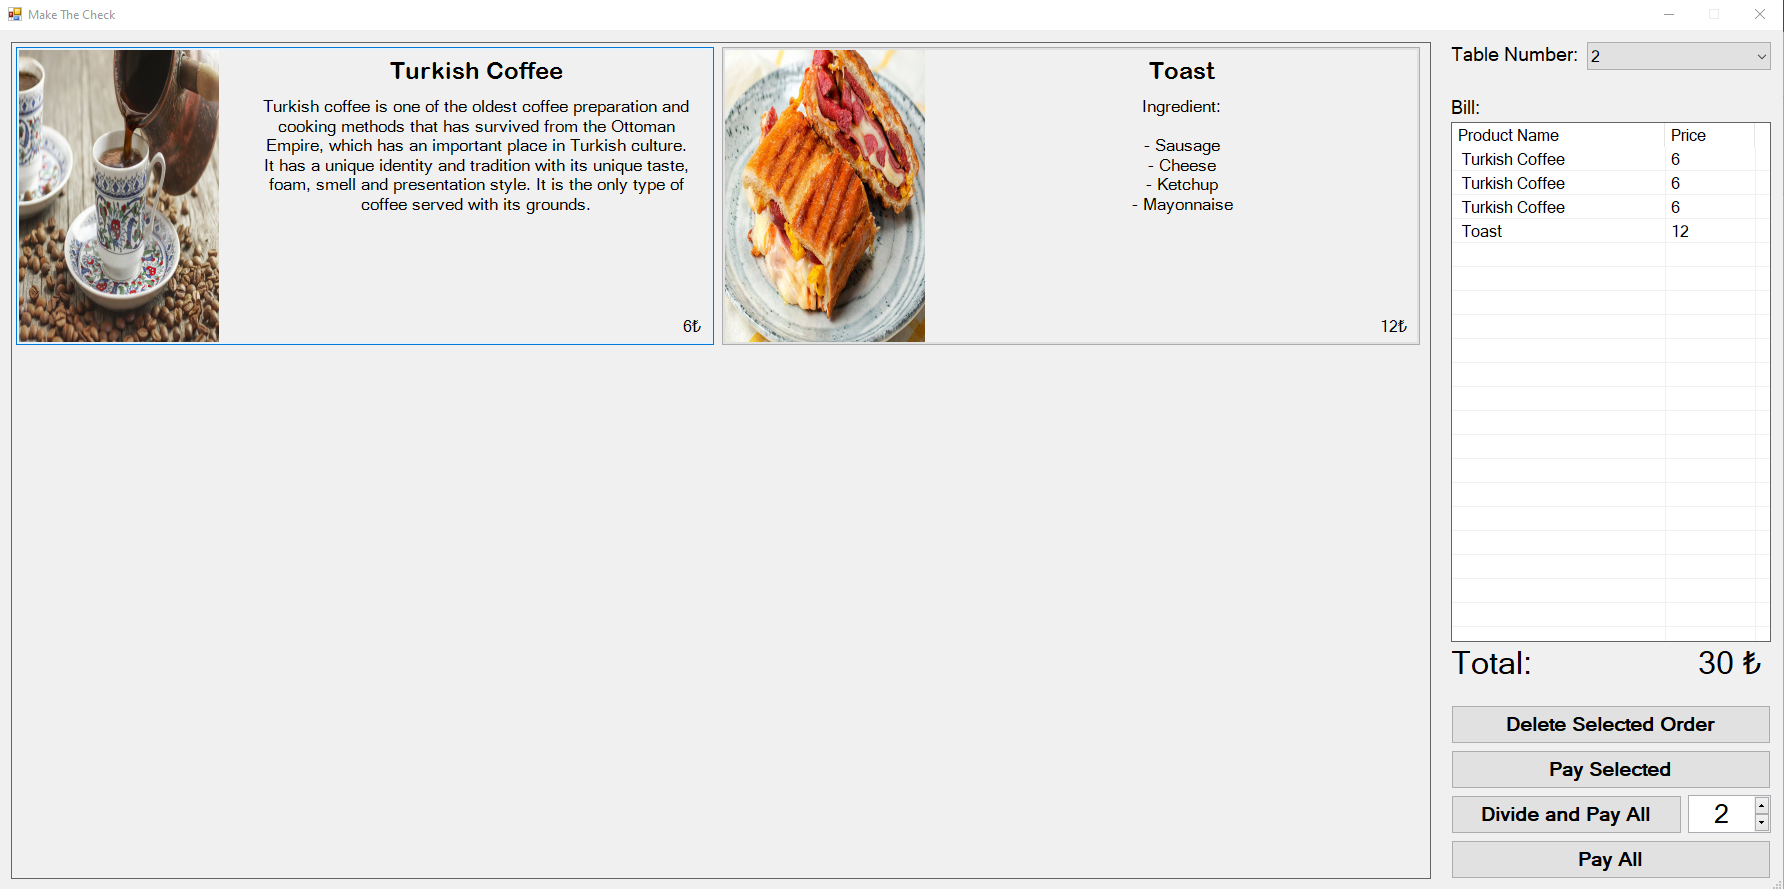 Make The Check
Turkish Coffee
Turkish coffee is one of the oldest coffee preparation and
cooking methods that has survived from the Ottoman
Empire, which has an important place in Turkish culture.
It has a unique identity and tradition with its unique taste,
foam, smell and presentation style. It is the only type of
coffee served with its grounds.
6₺
Toast
Ingredient:
- Sausage
- Cheese
- Ketchup
- Mayonnaise
12₺
Table Number: 2
Bill:
Product Name Price
Turkish Coffee 6
Turkish Coffee 6
Turkish Coffee 6
Toast 12
Total: 30 ₺
Delete Selected Order
Pay Selected
Divide and Pay All 2
Pay All